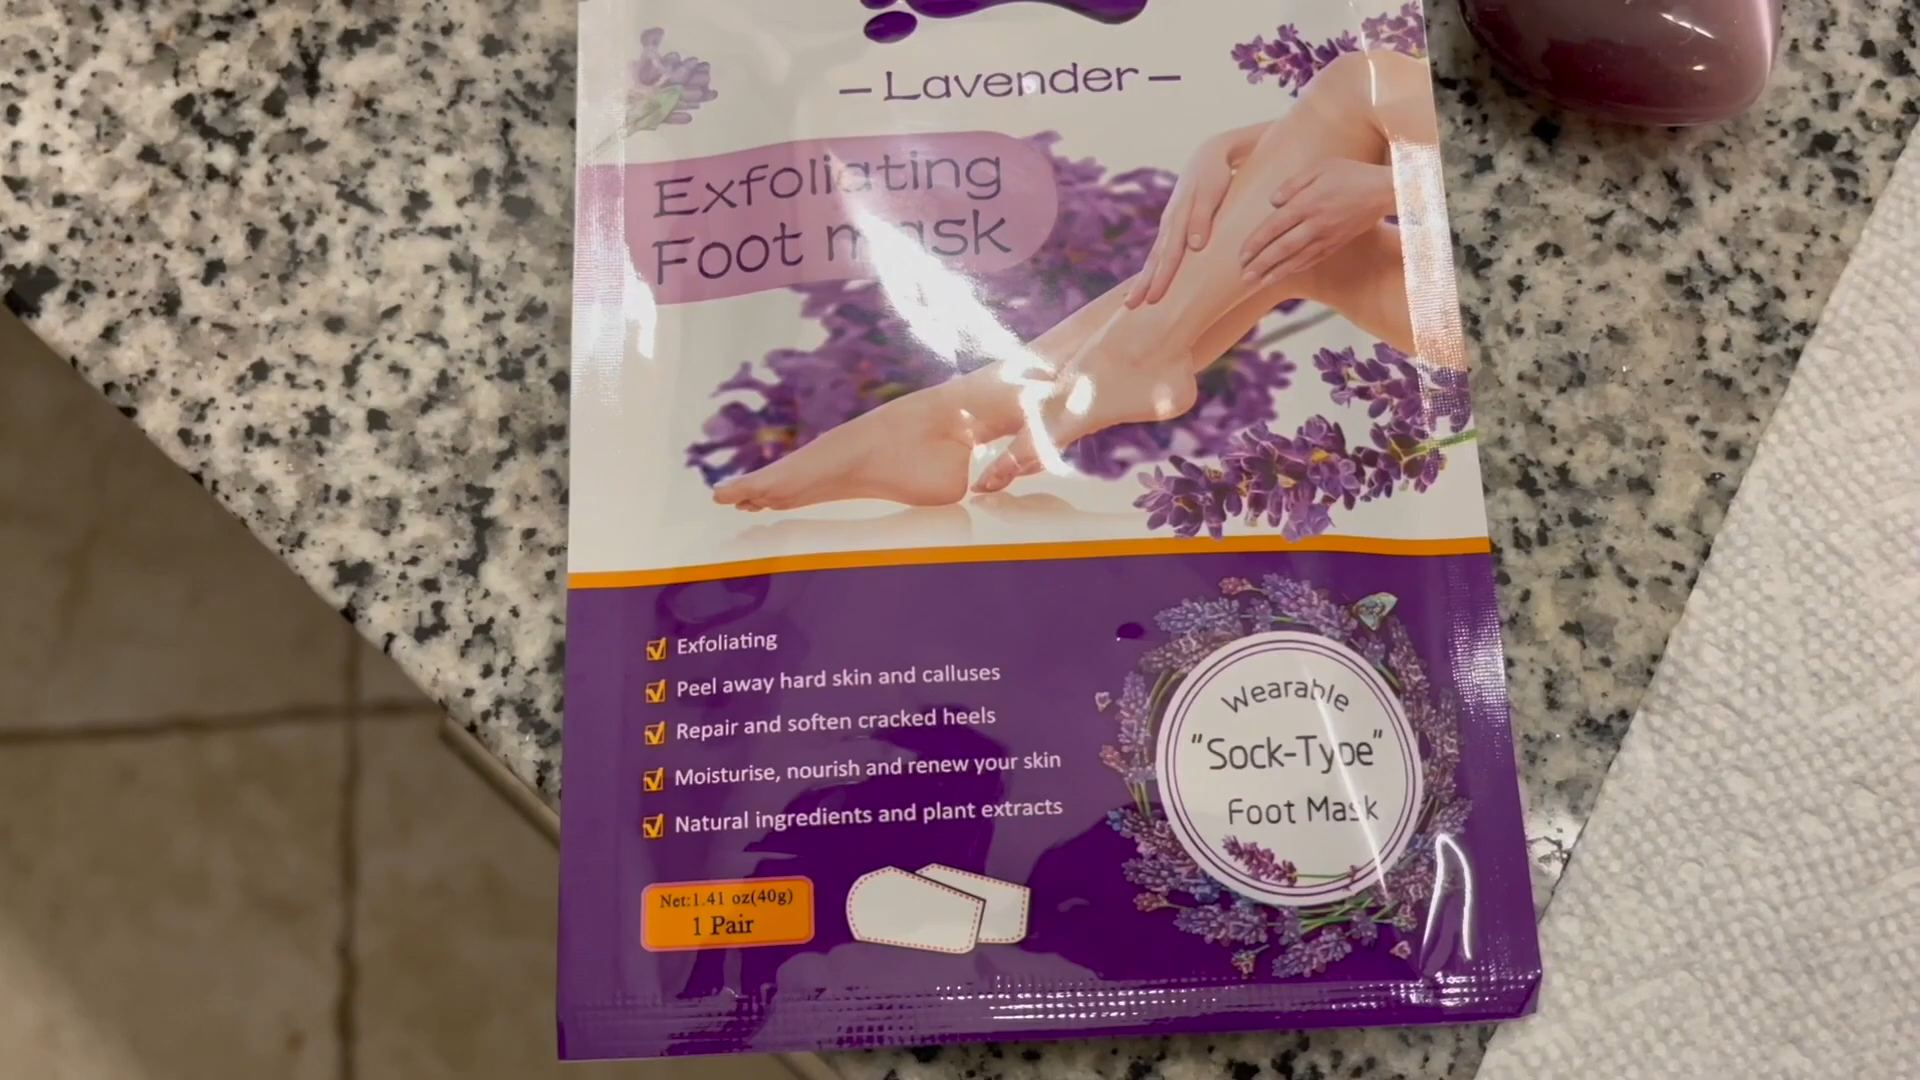 – Lavender –
Exfoliating
Foot mask
Exfoliating
Peel away hard skin and calluses
Repair and soften cracked heels
Moisturise, nourish and renew your skin
Natural ingredients and plant extracts
Net:1.41 oz(40g)
1 Pair
Wearable
"Sock-Type"
Foot Mask